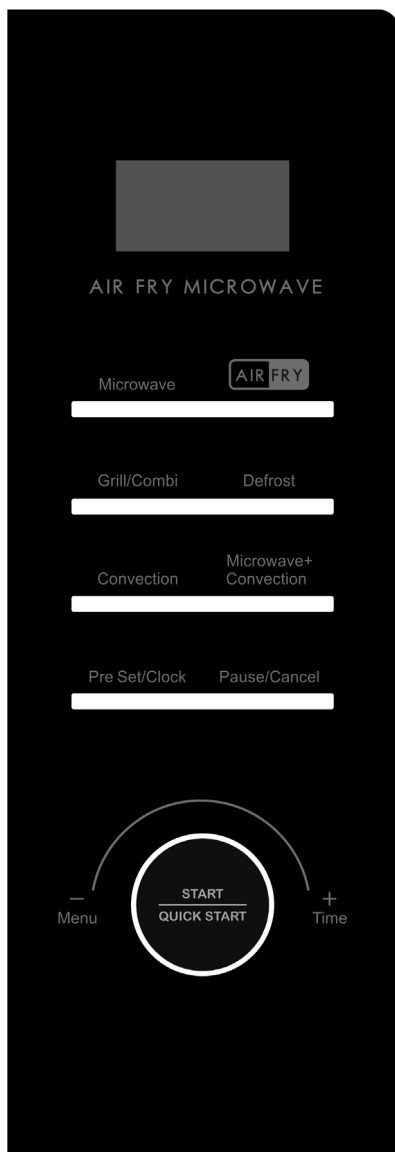 AIR FRY MICROWAVE
Microwave
AIR FRY
Grill/Combi
Defrost
Convection
Microwave+
Convection
Pre Set/Clock
Pause/Cancel
START
QUICK START
−
Menu
+
Time